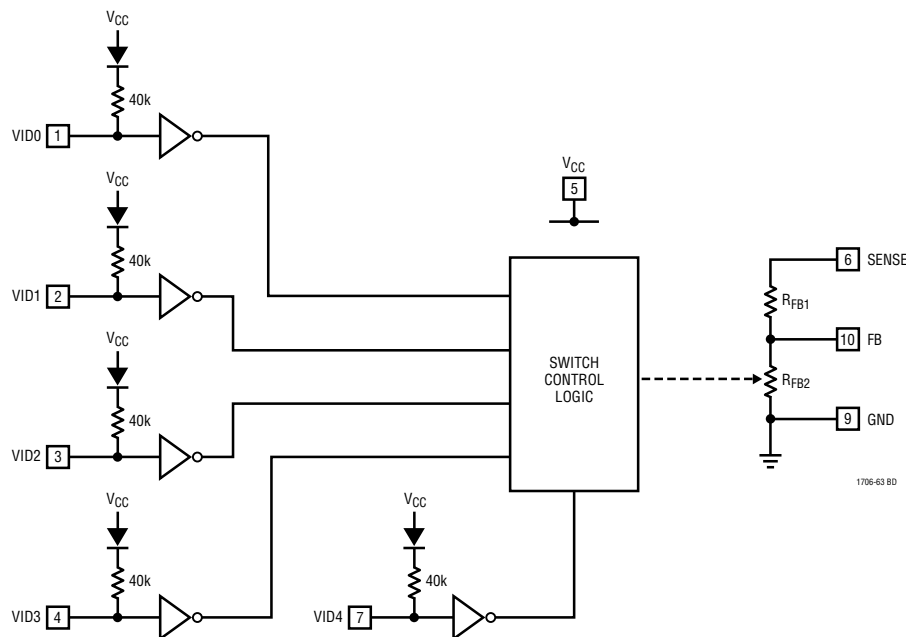 VCC
40k
VID0 1
VCC
5
VCC
40k
VID1 2
6 SENSE
RFB1
10 FB
SWITCH
CONTROL
LOGIC
RFB2
9 GND
VCC
40k
VID2 3
1706-63 BD
VCC
40k
VID3 4
VCC
40k
VID4 7